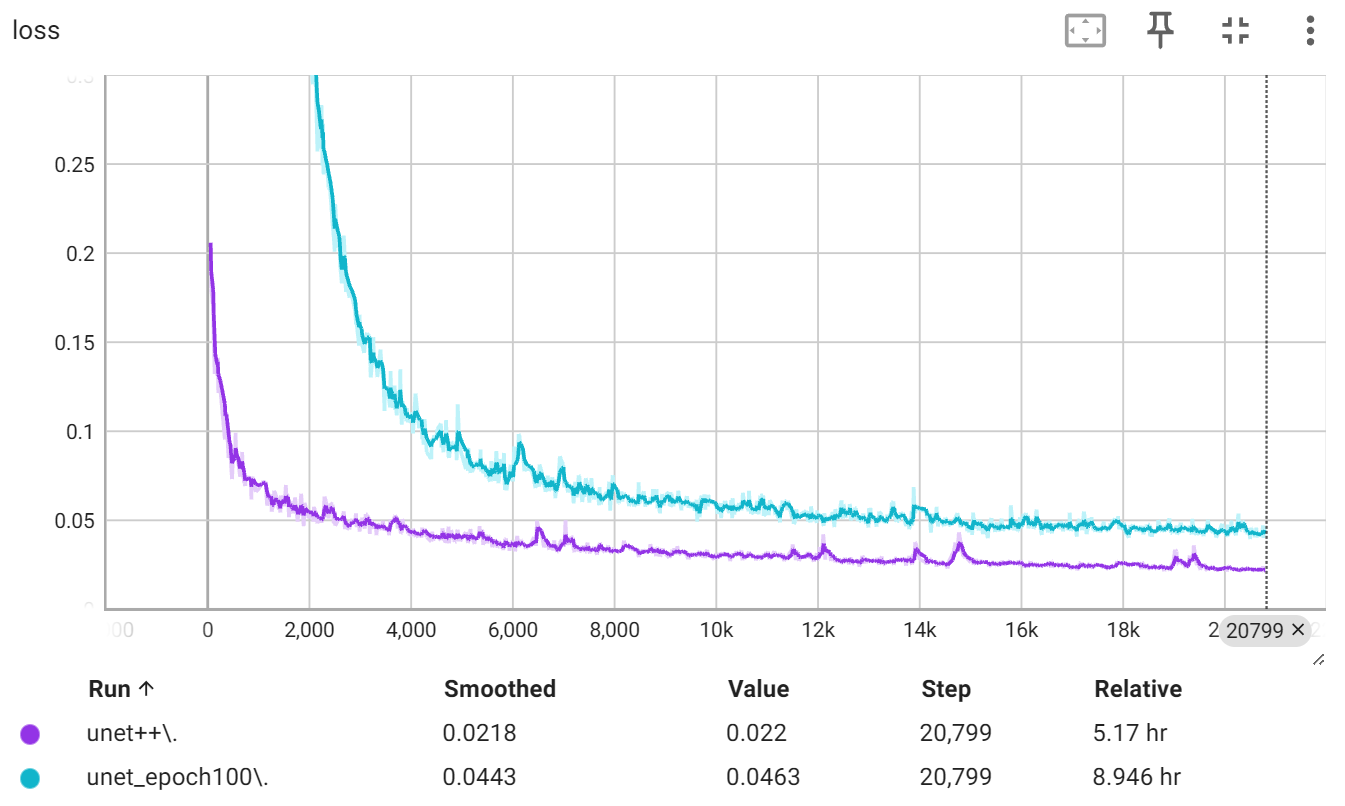 loss
0.25
0.2
0.15
0.1
0.05
0 2,000 4,000 6,000 8,000 10k 12k 14k 16k 18k 20799 ×
Run ↑ Smoothed Value Step Relative
unet++\. 0.0218 0.022 20,799 5.17 hr
unet_epoch100\. 0.0443 0.0463 20,799 8.946 hr